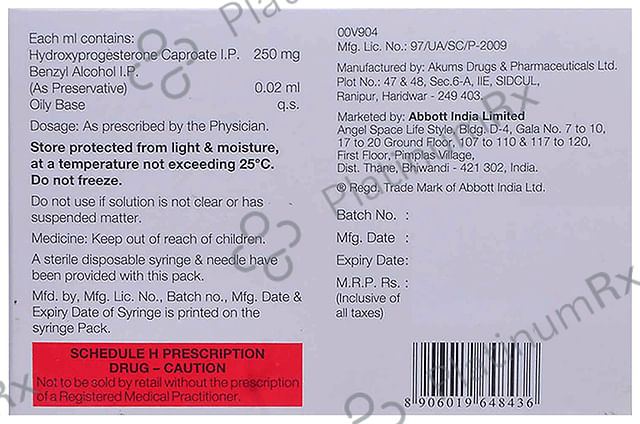 Each ml contains:
Hydroxyprogesterone Caproate I.P. 250 mg
Benzyl Alcohol I.P.
(As Preservative) 0.02 ml
Oily Base q.s.
Dosage: As prescribed by the Physician.
Store protected from light & moisture,
at a temperature not exceeding 25°C.
Do not freeze.
Do not use if solution is not clear or has
suspended matter.
Medicine: Keep out of reach of children.
A sterile disposable syringe & needle have
been provided with this pack.
Mfd. by, Mfg. Lic. No., Batch no., Mfg. Date &
Expiry Date of Syringe is printed on the
syringe Pack.
SCHEDULE H PRESCRIPTION
DRUG – CAUTION
Not to be sold by retail without the prescription
of a Registered Medical Practitioner.
00V904
Mfg. Lic. No.: 97/UA/SC/P-2009
Manufactured by: Akums Drugs & Pharmaceuticals Ltd.
Plot No.: 47 & 48, Sec.6-A, IIE, SIDCUL,
Ranipur, Haridwar - 249 403.
Marketed by: Abbott India Limited
Angel Space Life Style, Bldg. D-4, Gala No. 7 to 10,
17 to 20 Ground Floor, 107 to 110 & 117 to 120,
First Floor, Pimplas Village,
Dist. Thane, Bhiwandi - 421 302, India.
® Regd. Trade Mark of Abbott India Ltd.
Batch No. :
Mfg. Date :
Expiry Date:
M.R.P. Rs. :
(Inclusive of
all taxes)
8 906019 648436
PlatinumRx
PlatinumRx
PlatinumRx
Rx